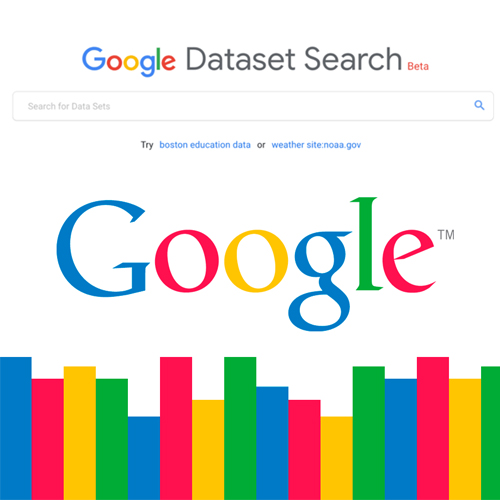 Google Dataset Search Beta
Search for Data Sets
Try boston education data or weather site:noaa.gov
Google™